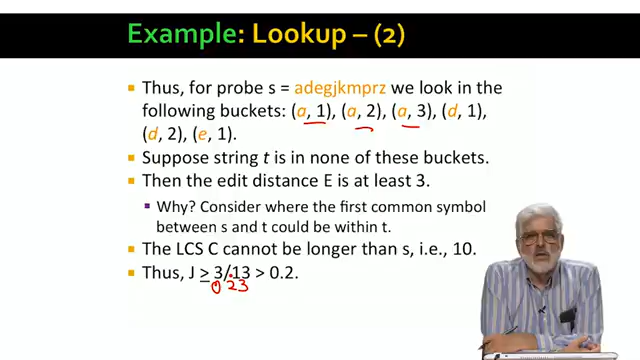 Example: Lookup – (2)
Thus, for probe s = adegjkmprz we look in the
following buckets: (a, 1), (a, 2), (a, 3), (d, 1),
(d, 2), (e, 1).
Suppose string t is in none of these buckets.
Then the edit distance E is at least 3.
Why? Consider where the first common symbol
between s and t could be within t.
The LCS C cannot be longer than s, i.e., 10.
Thus, J ≥ 3/13 > 0.2.
0.23